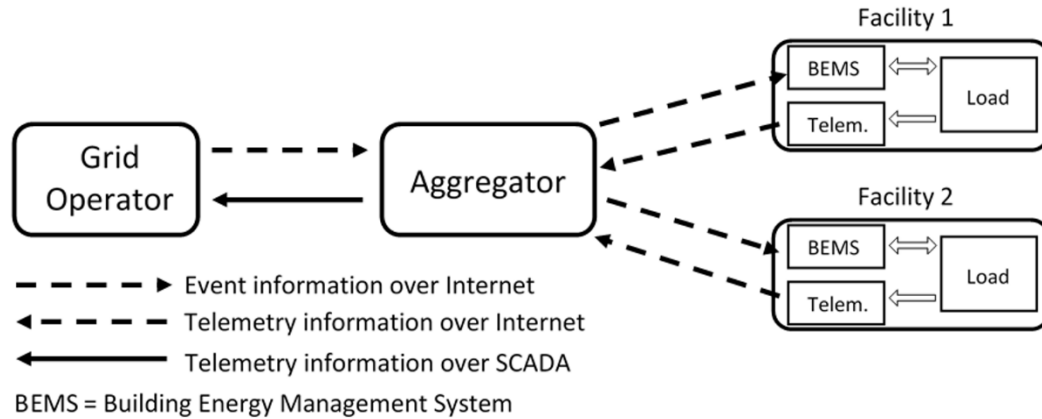 Facility 1
BEMS
Load
Telem.
Grid
Operator
Aggregator
Facility 2
BEMS
Load
Telem.
Event information over Internet
Telemetry information over Internet
Telemetry information over SCADA
BEMS = Building Energy Management System